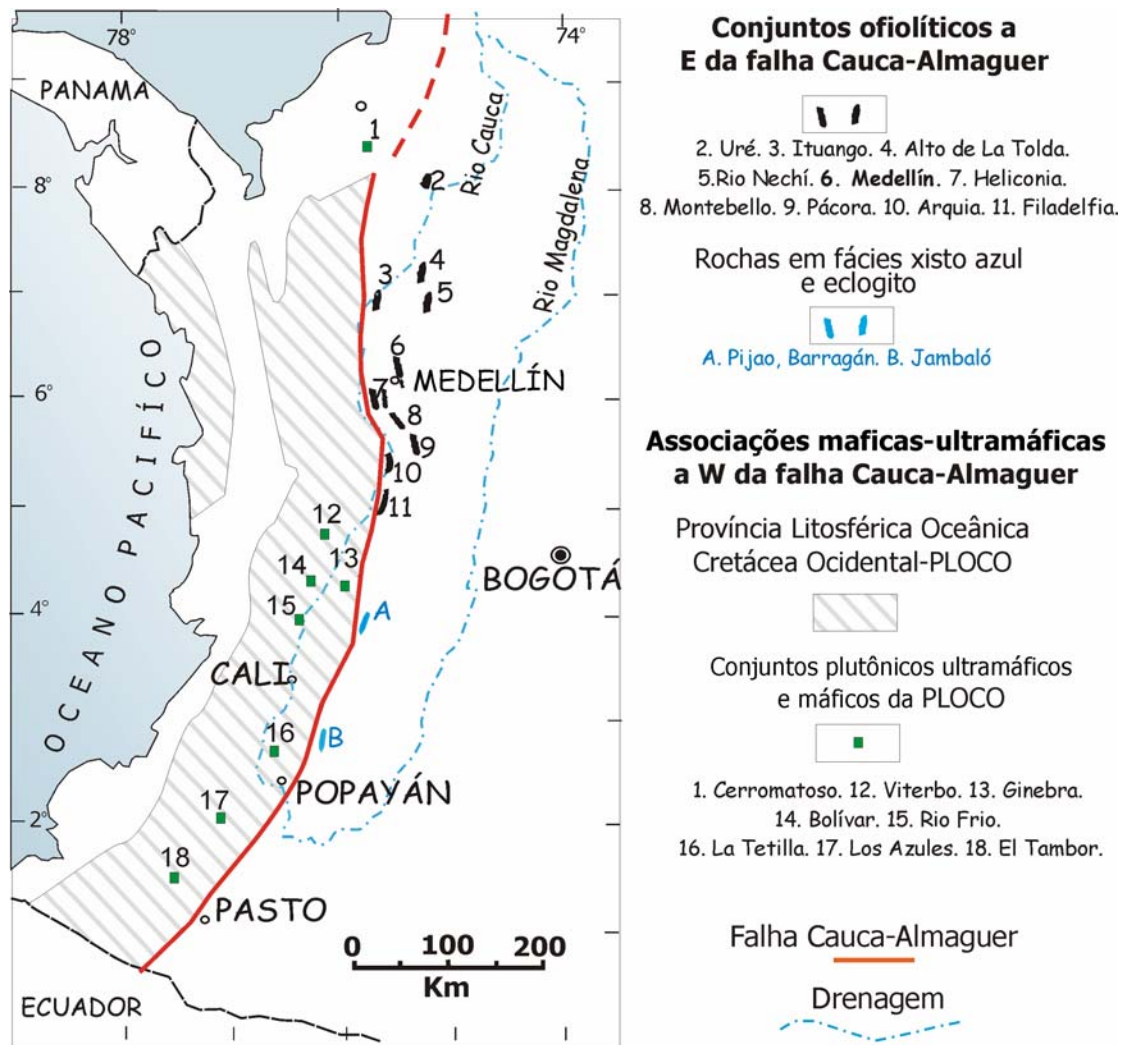 78°
74°
PANAMA
1
Rio Cauca
Rio Magdalena
8°
2
3
4
5
6
MEDELLÍN
7
6°
8
9
10
11
OCEANO PACIFÍCO
12
13
14
15
BOGOTÁ
4°
A
CALI
B
16
POPAYÁN
17
2°
18
PASTO
0 100 200
Km
ECUADOR
Conjuntos ofiolíticos a
E da falha Cauca-Almaguer
2. Uré. 3. Ituango. 4. Alto de La Tolda.
5.Rio Nechí. 6. Medellín. 7. Heliconia.
8. Montebello. 9. Pácora. 10. Arquia. 11. Filadelfia.
Rochas em fácies xisto azul
e eclogito
A. Pijao, Barragán. B. Jambaló
Associações maficas-ultramáficas
a W da falha Cauca-Almaguer
Província Litosférica Oceânica
Cretácea Ocidental-PLOCO
Conjuntos plutônicos ultramáficos
e máficos da PLOCO
1. Cerromatoso. 12. Viterbo. 13. Ginebra.
14. Bolívar. 15. Rio Frio.
16. La Tetilla. 17. Los Azules. 18. El Tambor.
Falha Cauca-Almaguer
Drenagem